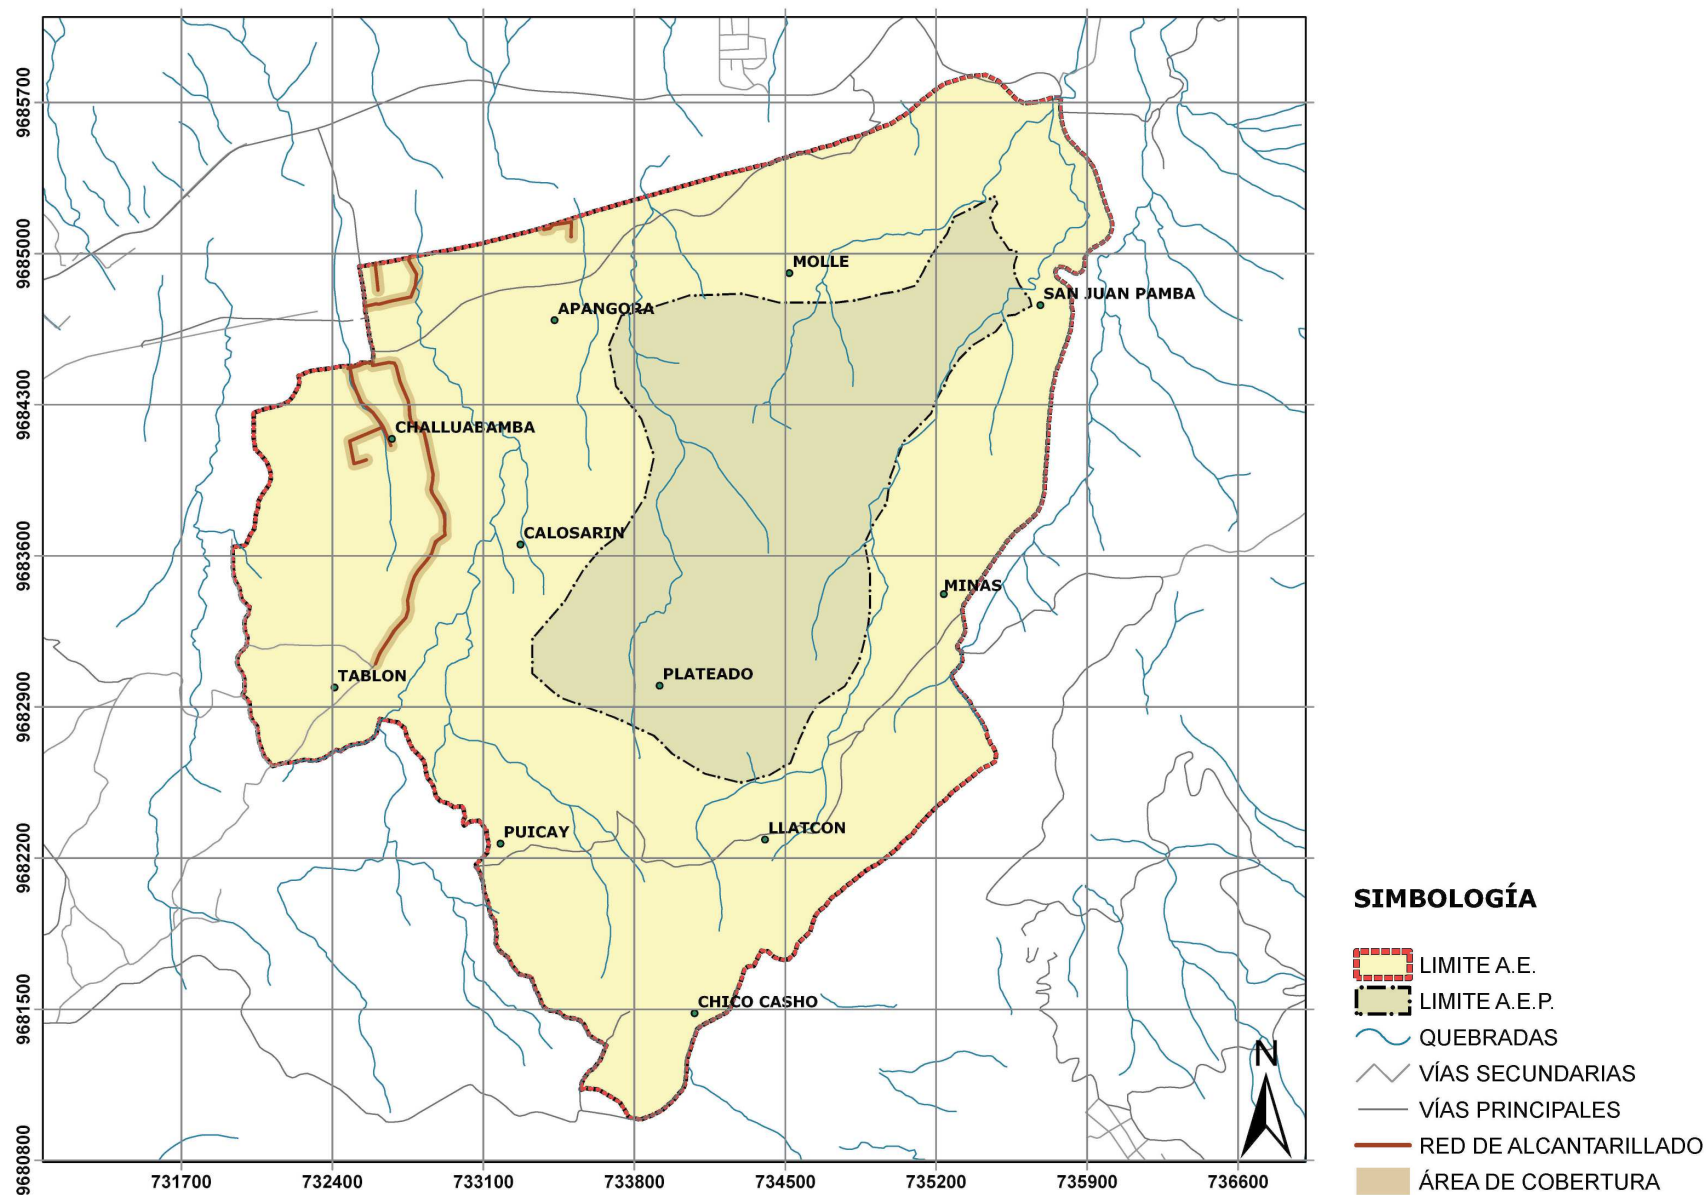 9685700
9685000
9684300
9683600
9682900
9682200
9681500
9680800
MOLLE
SAN JUAN PAMBA
APANGORA
CHALLUABAMBA
CALOSARIN
MINAS
TABLON
PLATEADO
PUICAY
LLATCON
CHICO CASHO
731700 732400 733100 733800 734500 735200 735900 736600
N
SIMBOLOGÍA
LIMITE A.E.
LIMITE A.E.P.
QUEBRADAS
VÍAS SECUNDARIAS
VÍAS PRINCIPALES
RED DE ALCANTARILLADO
ÁREA DE COBERTURA